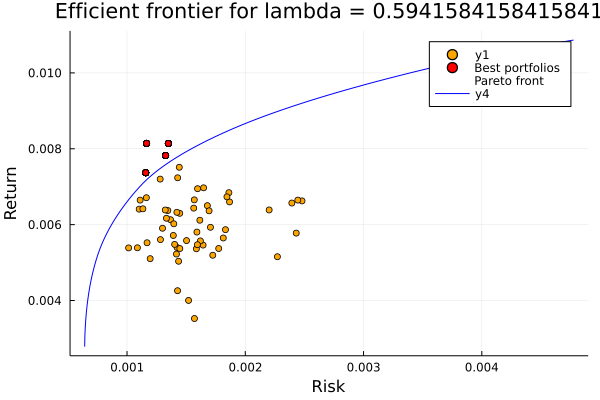 Efficient frontier for lambda = 0.5941584158415841
y1
Best portfolios
Pareto front
y4
0.010
0.008
0.006
0.004
Return
0.001
0.002
0.003
0.004
Risk